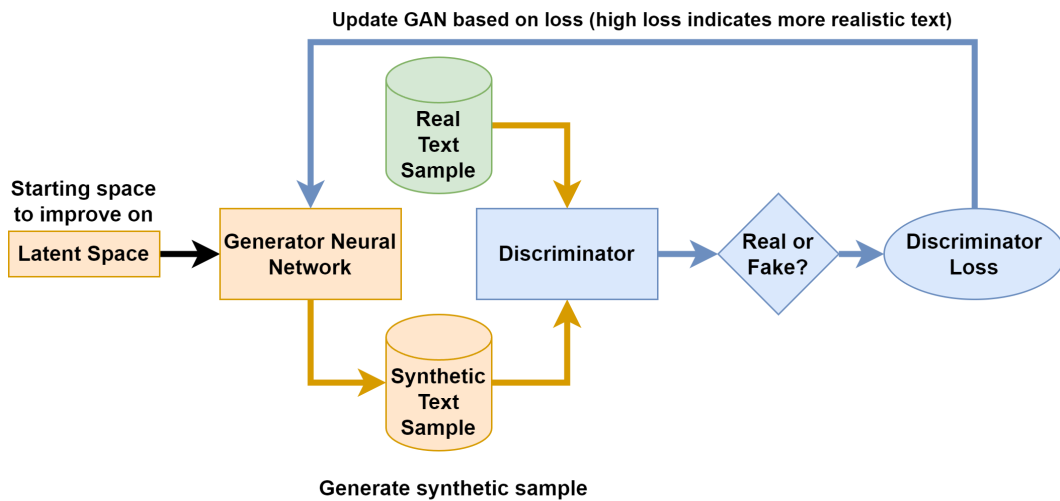 Update GAN based on loss (high loss indicates more realistic text)
Real
Text
Sample
Starting space
to improve on
Latent Space
Generator Neural
Network
Discriminator
Real or
Fake?
Discriminator
Loss
Synthetic
Text
Sample
Generate synthetic sample